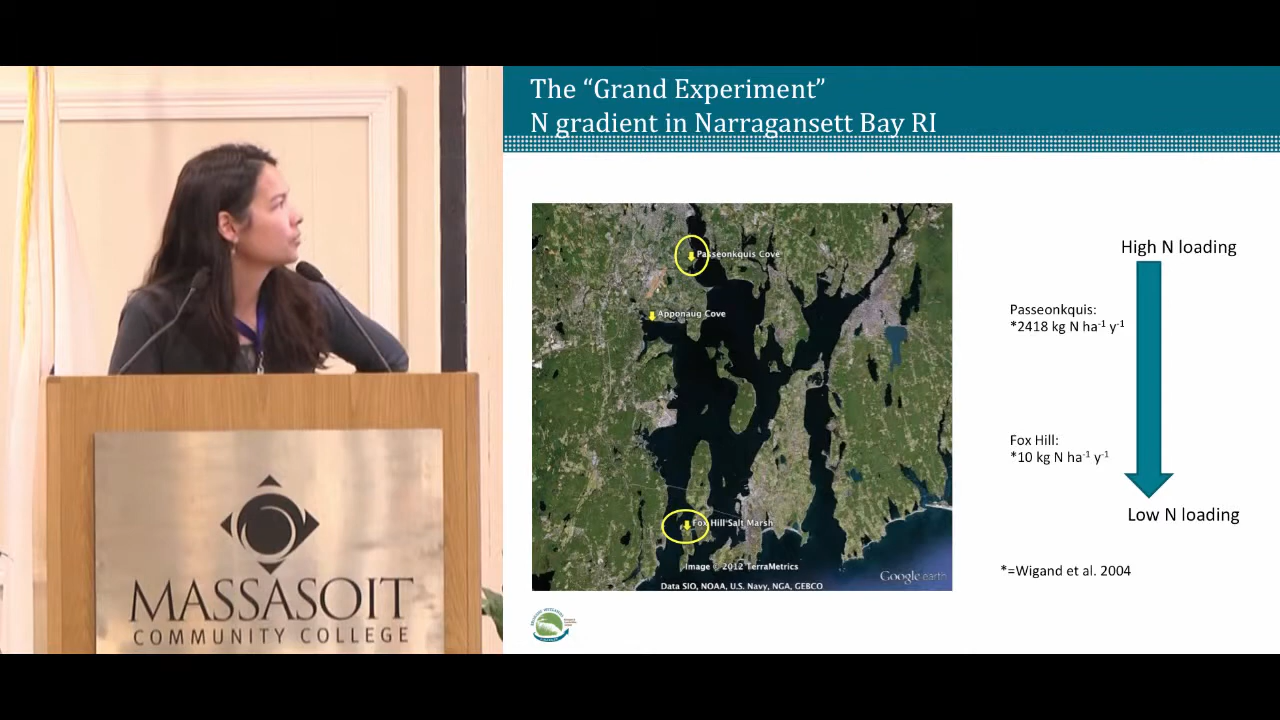 The “Grand Experiment”
N gradient in Narragansett Bay RI
Passeonkquis Cove
Apponaug Cove
Fox Hill Salt Marsh
Image © 2012 TerraMetrics
Data SIO, NOAA, U.S. Navy, NGA, GEBCO
Google earth
High N loading
Passeonkquis:
*2418 kg N ha-1 y-1
Fox Hill:
*10 kg N ha-1 y-1
Low N loading
*=Wigand et al. 2004
MASSASOIT
COMMUNITY COLLEGE